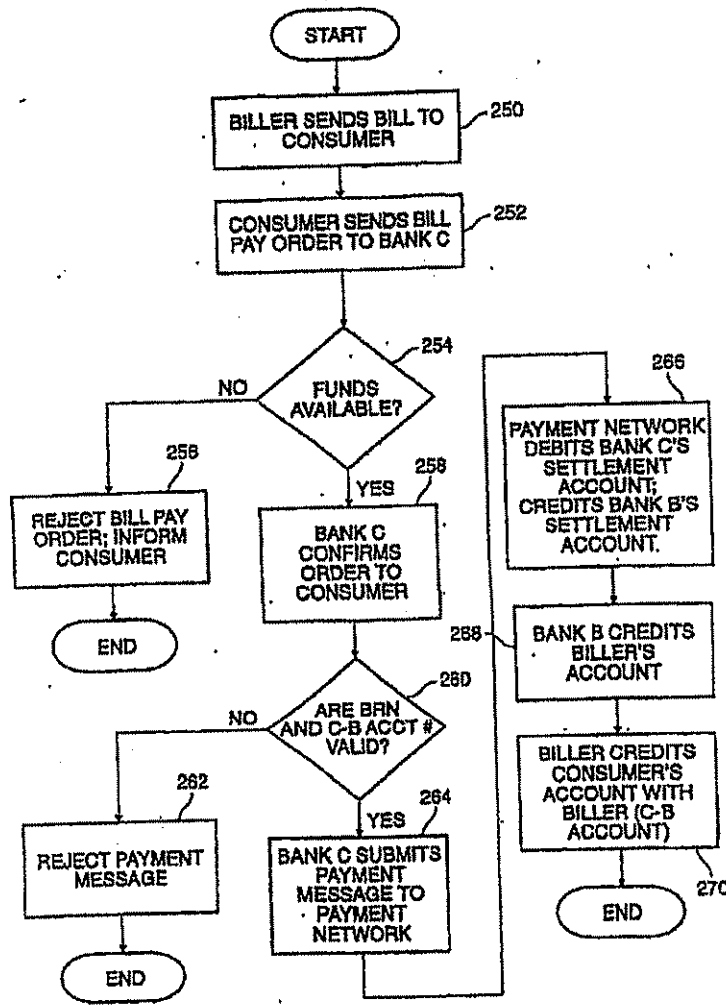 START
BILLER SENDS BILL TO
CONSUMER
250
CONSUMER SENDS BILL
PAY ORDER TO BANK C
252
254
FUNDS
AVAILABLE?
NO
256
REJECT BILL PAY
ORDER; INFORM
CONSUMER
END
YES
258
BANK C
CONFIRMS
ORDER TO
CONSUMER
260
ARE BRN
AND C-B ACCT #
VALID?
NO
262
REJECT PAYMENT
MESSAGE
END
YES
264
BANK C SUBMITS
PAYMENT
MESSAGE TO
PAYMENT
NETWORK
266
PAYMENT NETWORK
DEBITS BANK C'S
SETTLEMENT
ACCOUNT;
CREDITS BANK B'S
SETTLEMENT
ACCOUNT.
268
BANK B CREDITS
BILLER'S
ACCOUNT
BILLER CREDITS
CONSUMER'S
ACCOUNT WITH
BILLER (C-B
ACCOUNT)
270
END